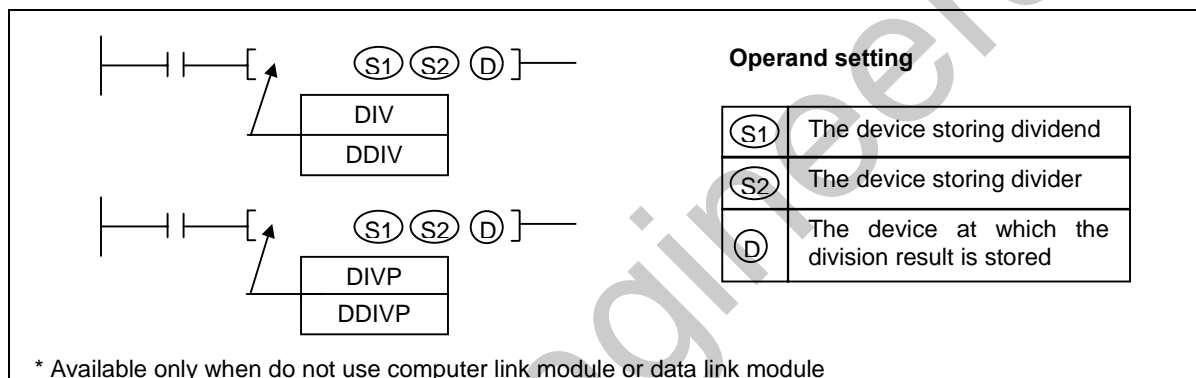 S1 S2 D
Operand setting
DIV
DDIV
S1 The device storing dividend
S2 The device storing divider
D The device at which the
division result is stored
S1 S2 D
DIVP
DDIVP
* Available only when do not use computer link module or data link module